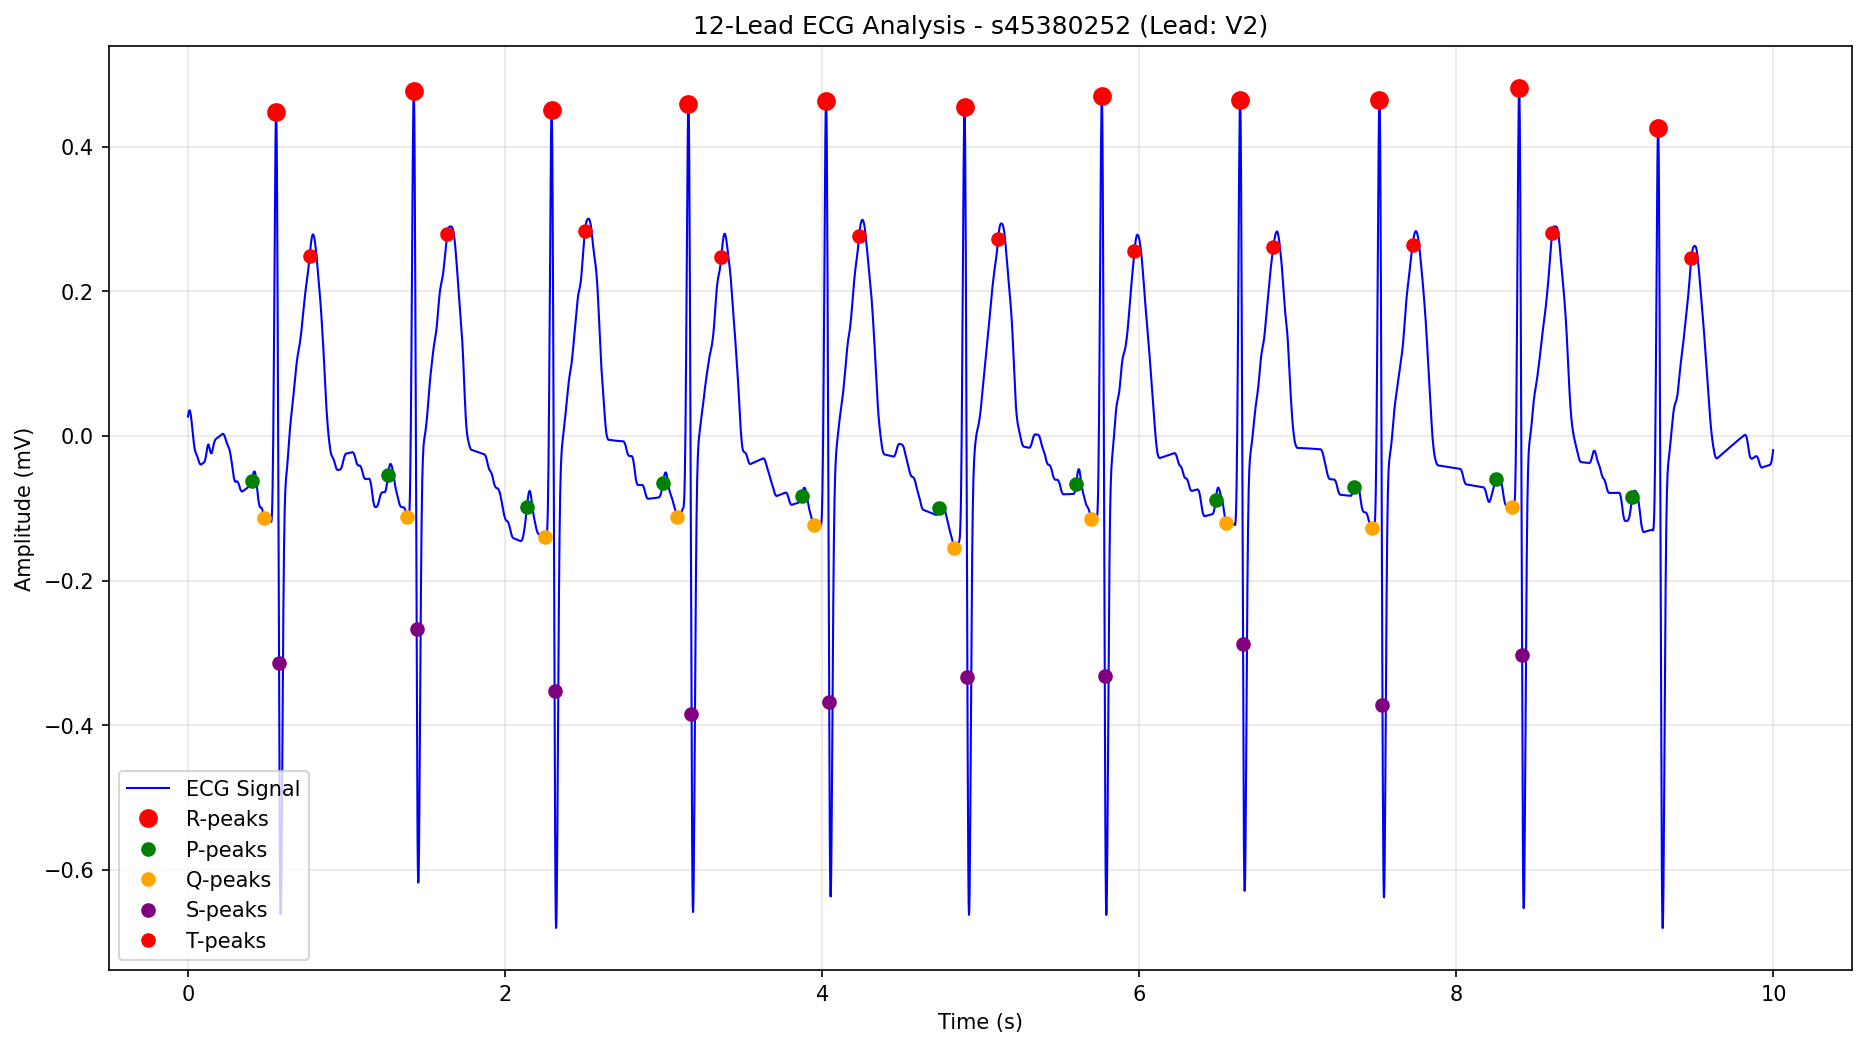 12-Lead ECG Analysis - s45380252 (Lead: V2)
Amplitude (mV)
0.4
0.2
0.0
−0.2
−0.4
−0.6
ECG Signal
R-peaks
P-peaks
Q-peaks
S-peaks
T-peaks
0 2 4 6 8 10
Time (s)